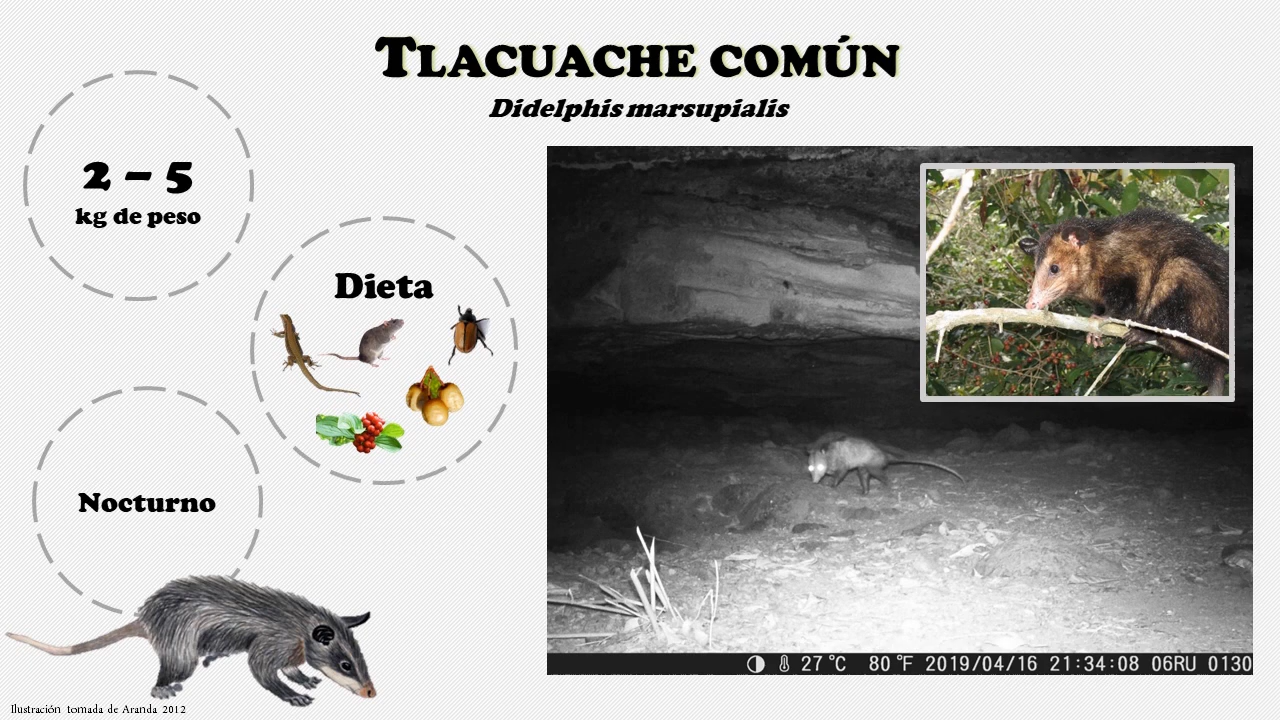 Tlacuache común
Didelphis marsupialis
2 – 5
kg de peso
Dieta
Nocturno
27℃ 80℉ 2019/04/16 21:34:08 06RU 0130
Ilustración tomada de Aranda 2012